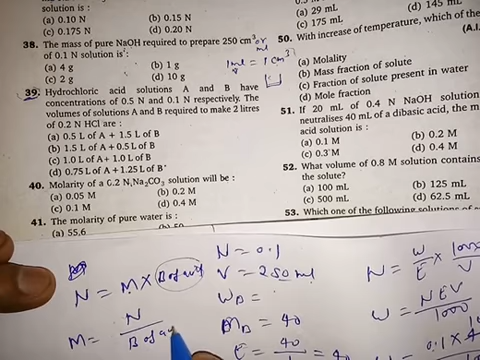 solution is :
(a) 0.10 N (b) 0.15 N
(c) 0.175 N (d) 0.20 N
38. The mass of pure NaOH required to prepare 250 cm³ or ml
of 0.1 N solution is :
1ml = 1 cm³
(a) 4 g (b) 1 g
(c) 2 g (d) 10 g
39. Hydrochloric acid solutions A and B have
concentrations of 0.5 N and 0.1 N respectively. The
volumes of solutions A and B required to make 2 litres
of 0.2 N HCl are :
(a) 0.5 L of A + 1.5 L of B
(b) 1.5 L of A + 0.5 L of B
(c) 1.0 L of A + 1.0 L of B
(d) 0.75 L of A + 1.25 L of B
40. Molarity of 0.2 N Na₂CO₃ solution will be :
(a) 0.05 M (b) 0.2 M
(c) 0.1 M (d) 0.4 M
41. The molarity of pure water is :
(a) 55.6 (b) 50
(a) 29 mL (d) 145 mL
(c) 175 mL
50. With increase of temperature, which of the
(A.I.
(a) Molality
(b) Mass fraction of solute
(c) Fraction of solute present in water
(d) Mole fraction
51. If 20 mL of 0.4 N NaOH solution
neutralises 40 mL of a dibasic acid, the m
acid solution is :
(a) 0.1 M (b) 0.2 M
(c) 0.3 M (d) 0.4 M
52. What volume of 0.8 M solution contains
the solute?
(a) 100 mL (b) 125 mL
(c) 500 mL (d) 62.5 mL
53. Which one of the following solutions of
N = M ×
M = N
N = 0.1
V = 250 ml
W_B =
M_B = 40
E = 40 / 1 = 4
N = W/E × 1000/V
W = NEV/1000
0.1 × 4